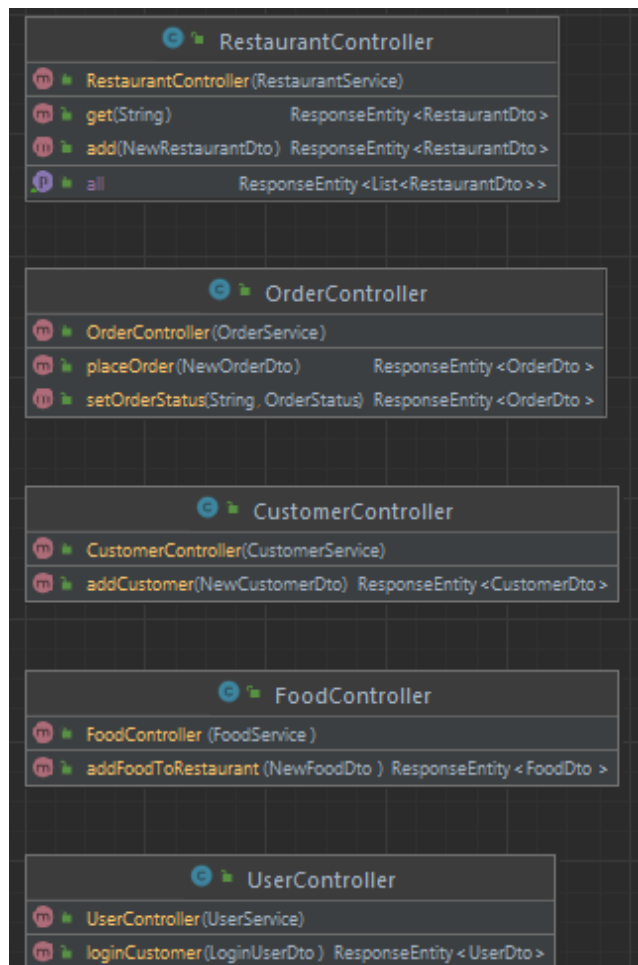 RestaurantController
RestaurantController(RestaurantService)
get(String) ResponseEntity<RestaurantDto>
add(NewRestaurantDto) ResponseEntity<RestaurantDto>
all ResponseEntity<List<RestaurantDto>>
OrderController
OrderController(OrderService)
placeOrder(NewOrderDto) ResponseEntity<OrderDto>
setOrderStatus(String, OrderStatus) ResponseEntity<OrderDto>
CustomerController
CustomerController(CustomerService)
addCustomer(NewCustomerDto) ResponseEntity<CustomerDto>
FoodController
FoodController(FoodService)
addFoodToRestaurant(NewFoodDto) ResponseEntity<FoodDto>
UserController
UserController(UserService)
loginCustomer(LoginUserDto) ResponseEntity<UserDto>